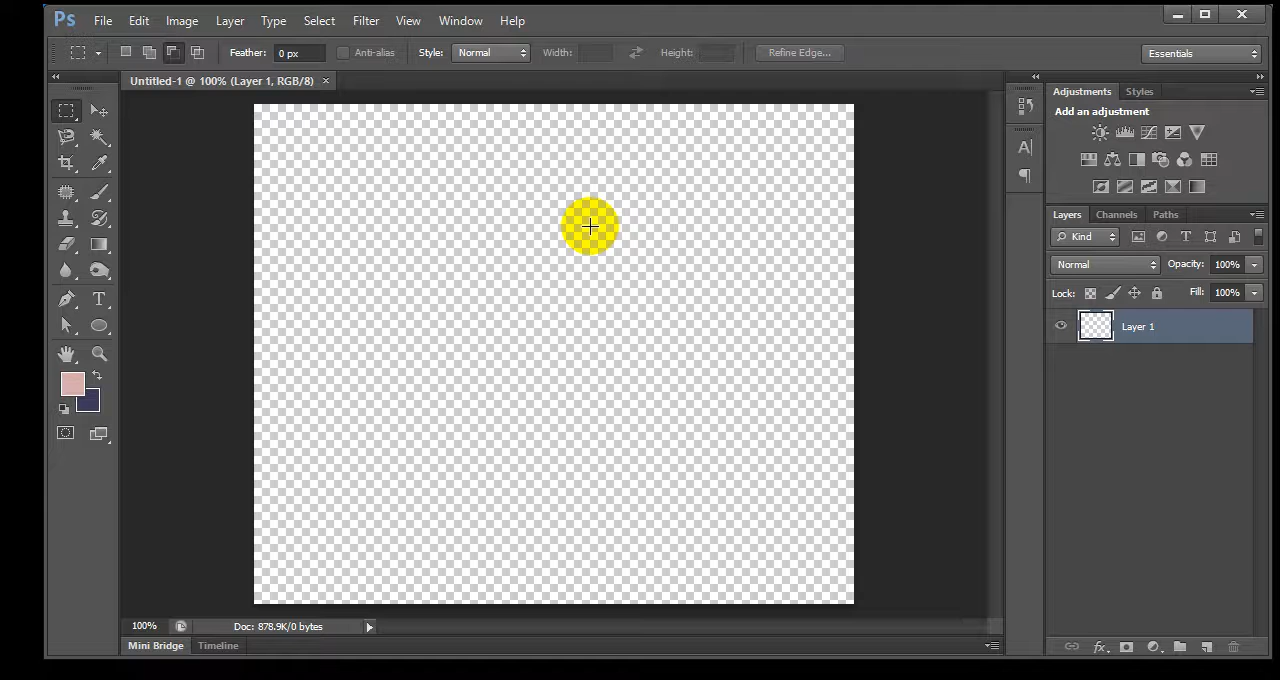 Ps File Edit Image Layer Type Select Filter View Window Help
Feather: 0 px Anti-alias Style: Normal Width: Height: Refine Edge... Essentials
Untitled-1 @ 100% (Layer 1, RGB/8) ×
Adjustments Styles
Add an adjustment
Layers Channels Paths
Kind
Normal Opacity: 100%
Lock: Fill: 100%
Layer 1
100% Doc: 878.9K/0 bytes
Mini Bridge Timeline